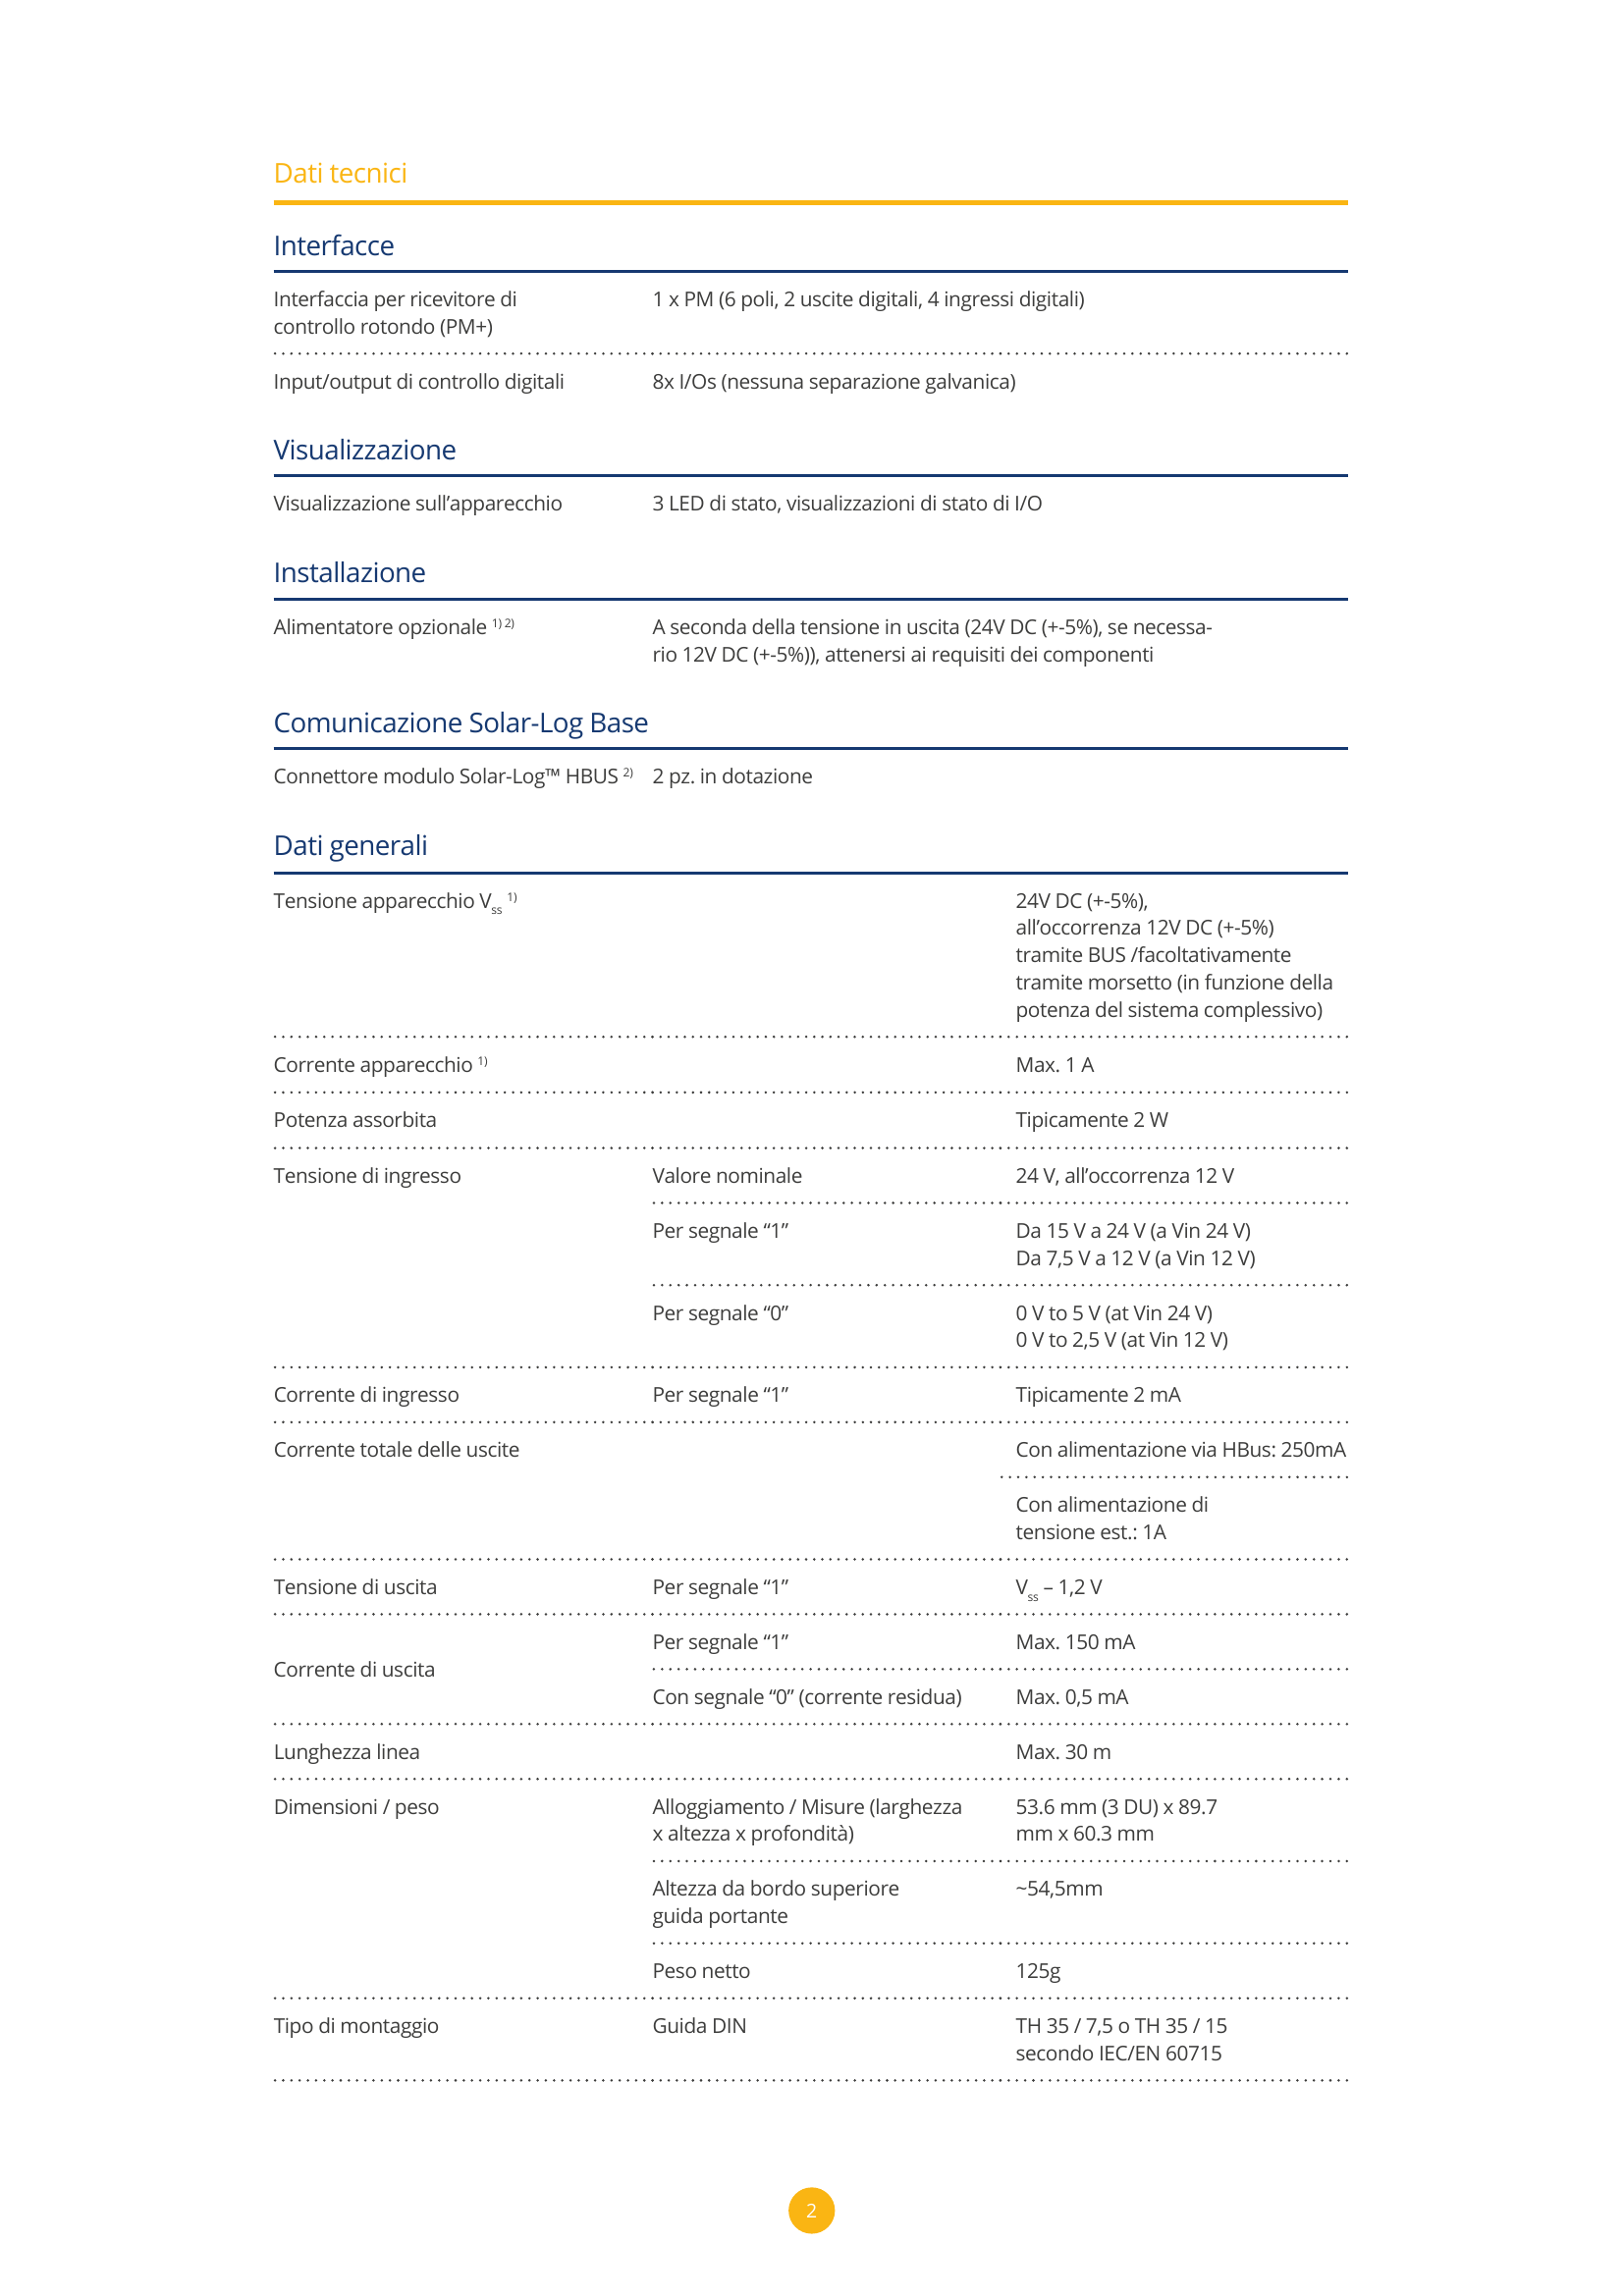 Dati tecnici
Interfacce
Interfaccia per ricevitore di
controllo rotondo (PM+)
1 x PM (6 poli, 2 uscite digitali, 4 ingressi digitali)
Input/output di controllo digitali
8x I/Os (nessuna separazione galvanica)
Visualizzazione
Visualizzazione sull’apparecchio
3 LED di stato, visualizzazioni di stato di I/O
Installazione
Alimentatore opzionale 1) 2)
A seconda della tensione in uscita (24V DC (+-5%), se necessa-
rio 12V DC (+-5%)), attenersi ai requisiti dei componenti
Comunicazione Solar-Log Base
Connettore modulo Solar-Log™ HBUS 2)
2 pz. in dotazione
Dati generali
Tensione apparecchio Vss 1)
24V DC (+-5%),
all’occorrenza 12V DC (+-5%)
tramite BUS /facoltativamente
tramite morsetto (in funzione della
potenza del sistema complessivo)
Corrente apparecchio 1)
Max. 1 A
Potenza assorbita
Tipicamente 2 W
Tensione di ingresso
Valore nominale
24 V, all’occorrenza 12 V
Per segnale “1”
Da 15 V a 24 V (a Vin 24 V)
Da 7,5 V a 12 V (a Vin 12 V)
Per segnale “0”
0 V to 5 V (at Vin 24 V)
0 V to 2,5 V (at Vin 12 V)
Corrente di ingresso
Per segnale “1”
Tipicamente 2 mA
Corrente totale delle uscite
Con alimentazione via HBus: 250mA
Con alimentazione di
tensione est.: 1A
Tensione di uscita
Per segnale “1”
Vss – 1,2 V
Corrente di uscita
Per segnale “1”
Max. 150 mA
Con segnale “0” (corrente residua)
Max. 0,5 mA
Lunghezza linea
Max. 30 m
Dimensioni / peso
Alloggiamento / Misure (larghezza
x altezza x profondità)
53.6 mm (3 DU) x 89.7
mm x 60.3 mm
Altezza da bordo superiore
guida portante
~54,5mm
Peso netto
125g
Tipo di montaggio
Guida DIN
TH 35 / 7,5 o TH 35 / 15
secondo IEC/EN 60715
2